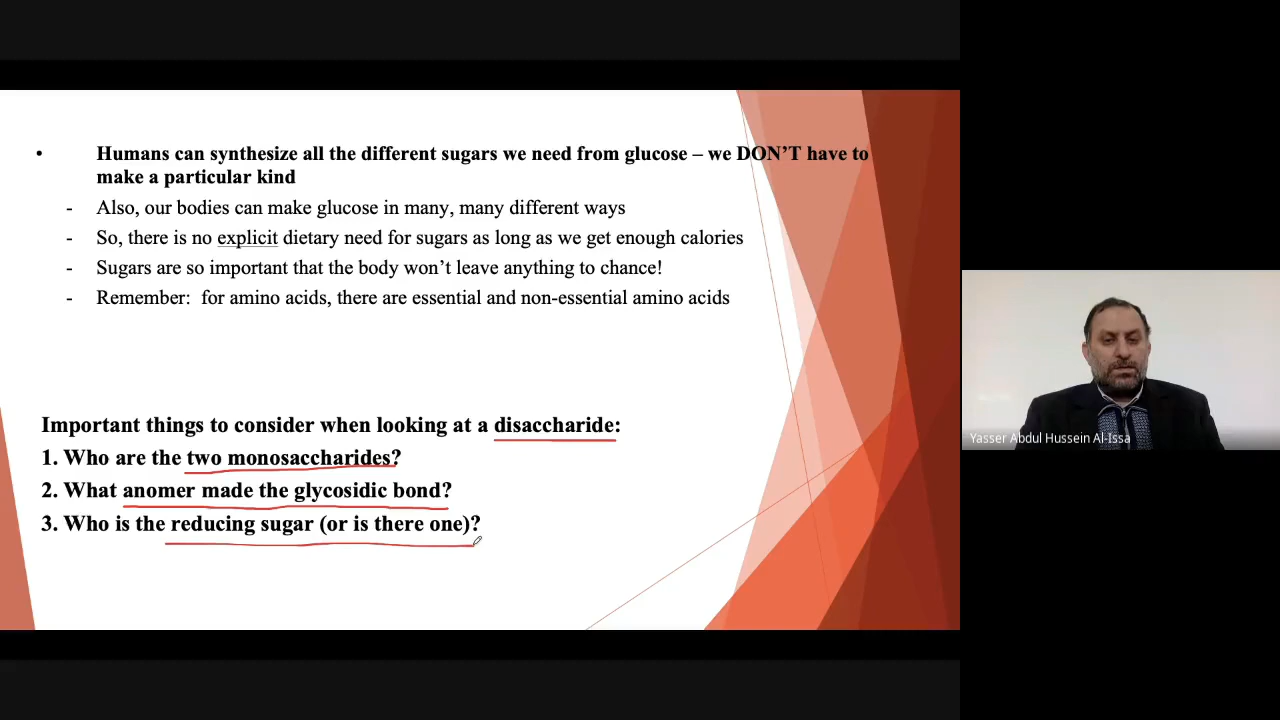 • Humans can synthesize all the different sugars we need from glucose – we DON'T have to
make a particular kind
- Also, our bodies can make glucose in many, many different ways
- So, there is no explicit dietary need for sugars as long as we get enough calories
- Sugars are so important that the body won't leave anything to chance!
- Remember: for amino acids, there are essential and non-essential amino acids
Important things to consider when looking at a disaccharide:
1. Who are the two monosaccharides?
2. What anomer made the glycosidic bond?
3. Who is the reducing sugar (or is there one)?
Yasser Abdul Hussein Al-Issa